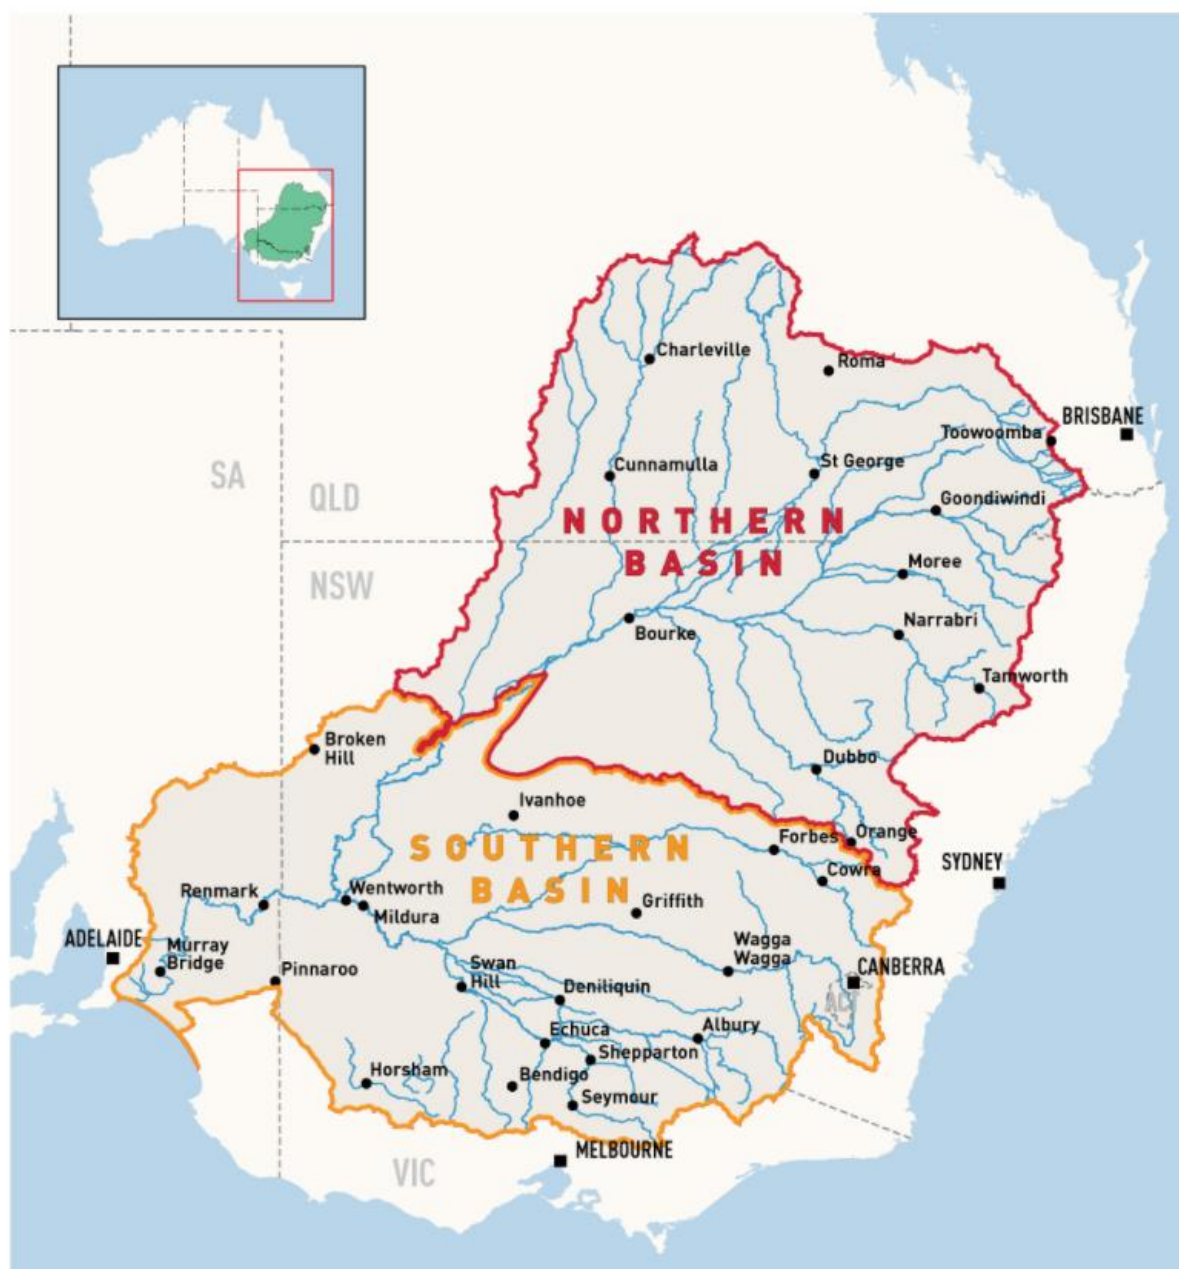 Charleville
Roma
BRISBANE
Toowoomba
SA
QLD
Cunnamulla
St George
Goondiwindi
NORTHERN
BASIN
NSW
Moree
Bourke
Narrabri
Tamworth
Broken
Hill
Dubbo
Ivanhoe
SOUTHERN
BASIN
Forbes
Orange
Cowra
SYDNEY
Renmark
Wentworth
Mildura
Griffith
ADELAIDE
Murray
Bridge
Pinnaroo
Swan
Hill
Wagga
Wagga
CANBERRA
ACT
Deniliquin
Echuca
Albury
Shepparton
Horsham
Bendigo
Seymour
MELBOURNE
VIC